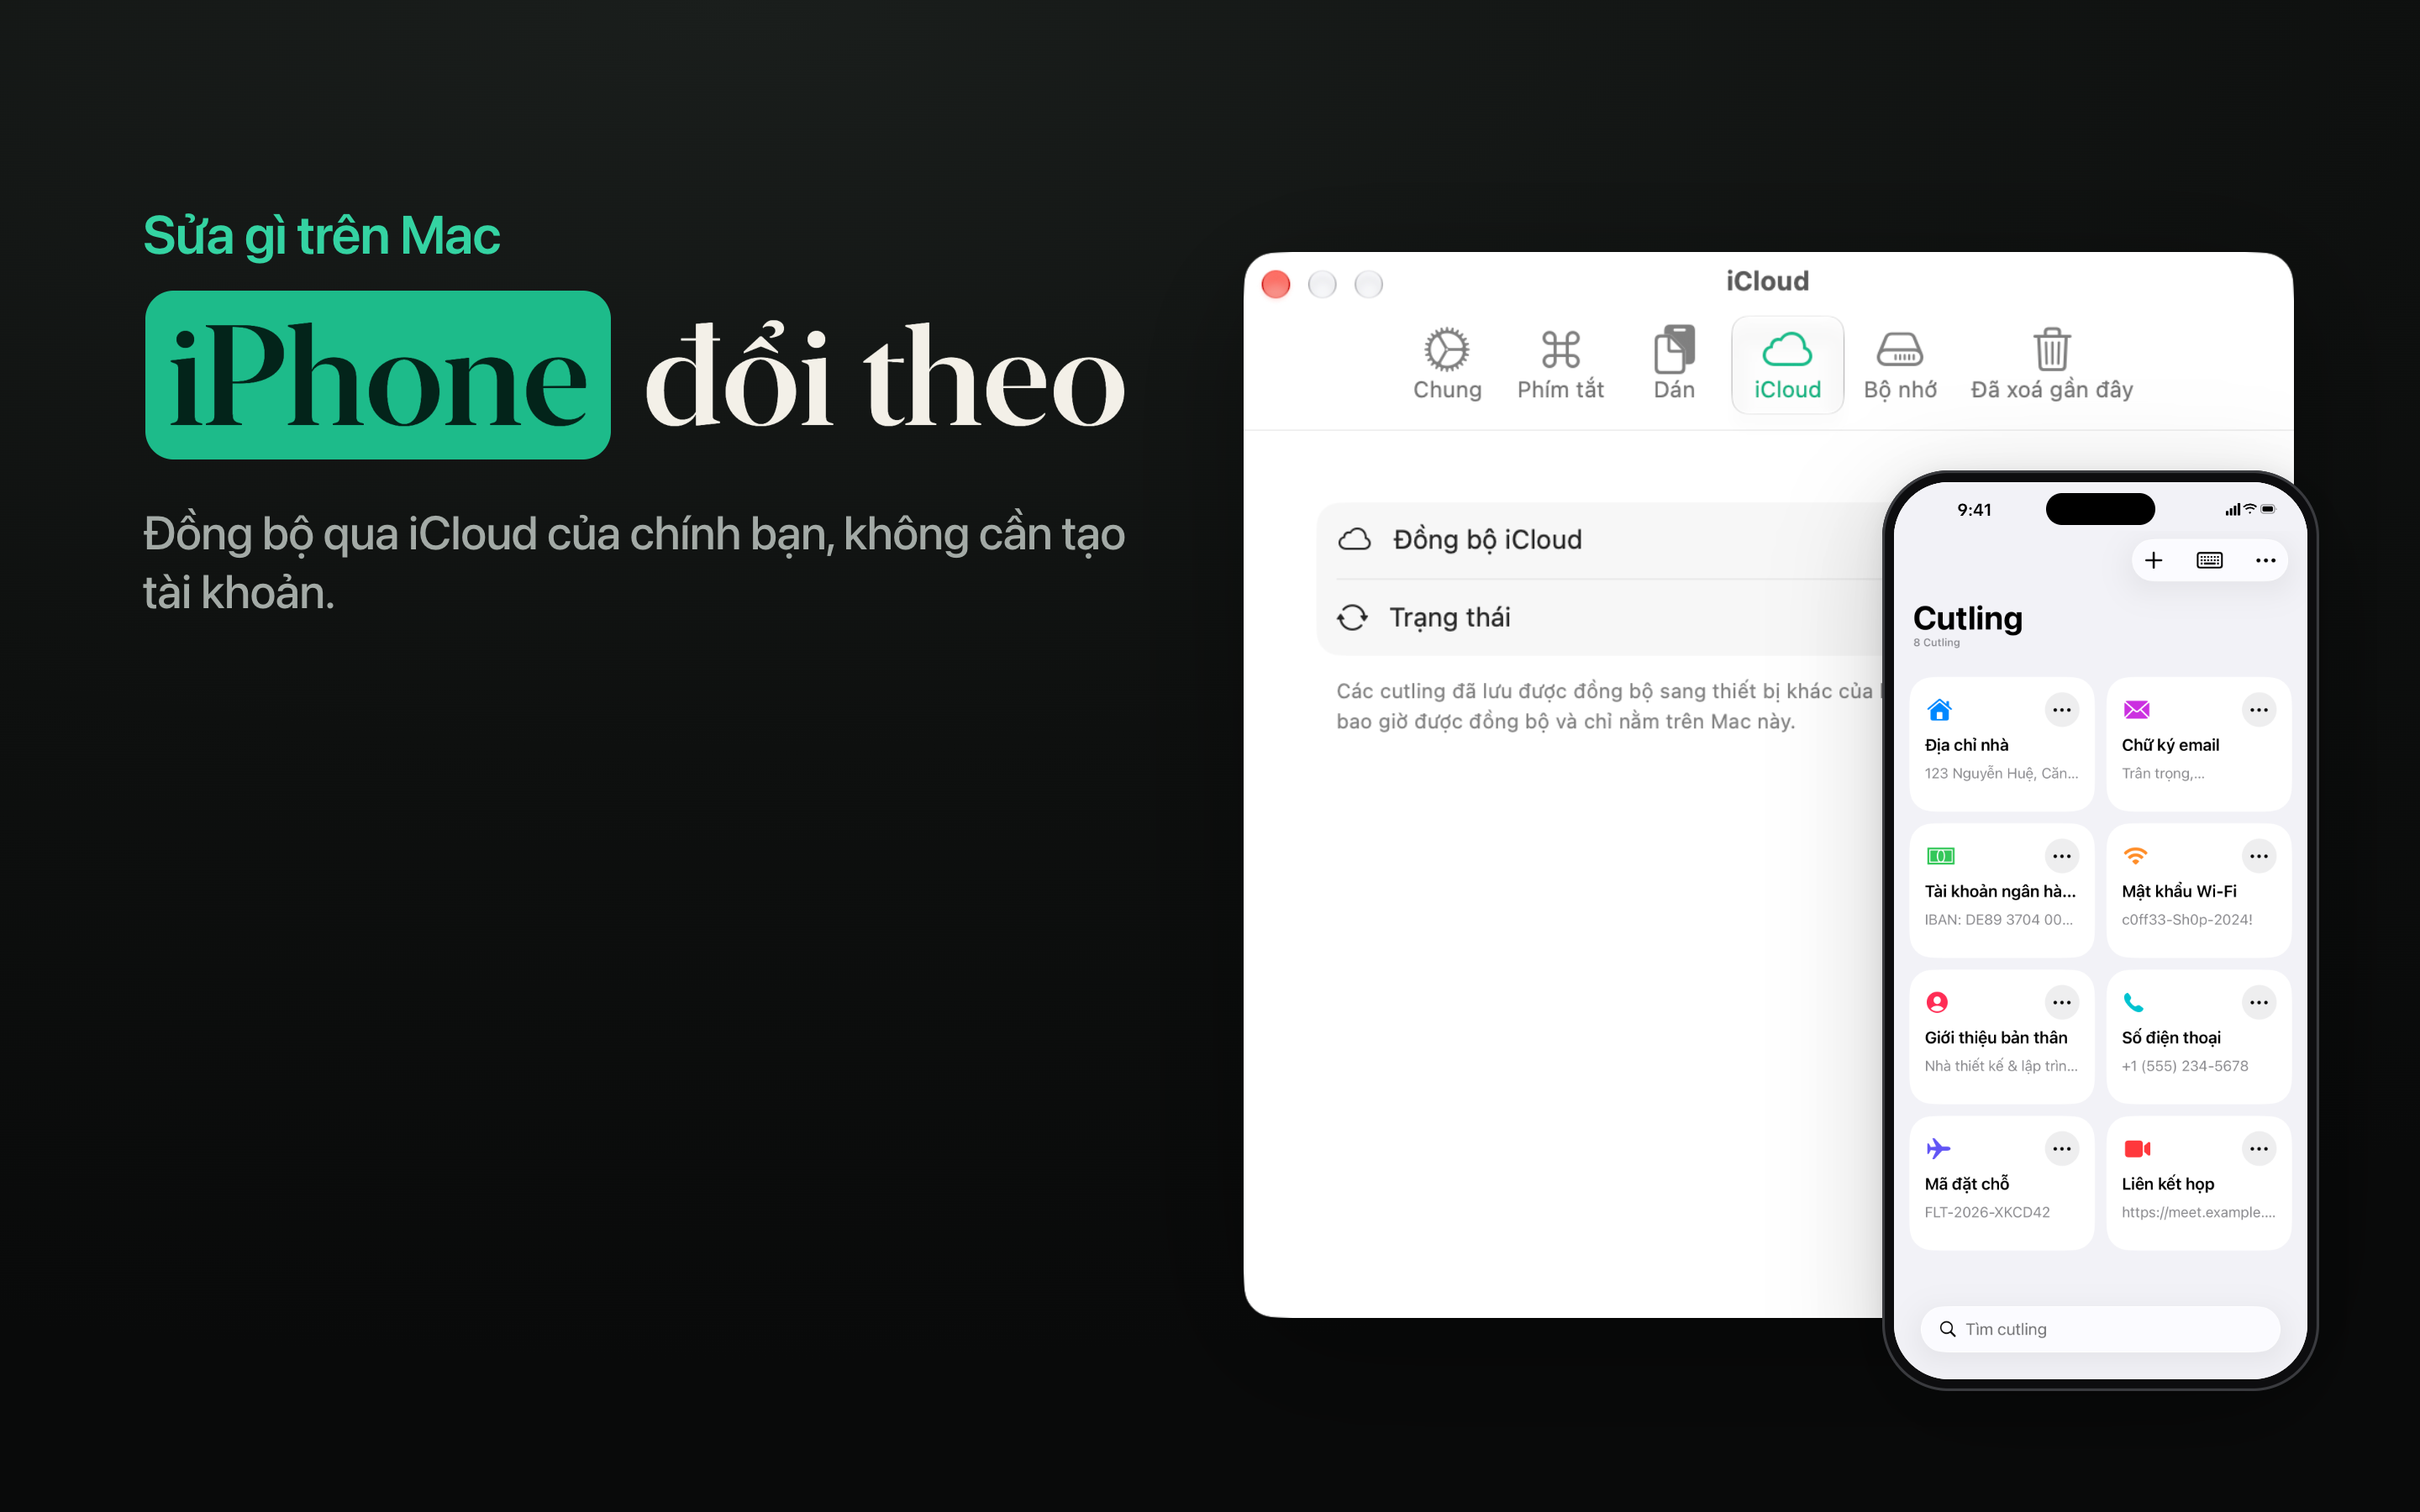 Sửa gì trên Mac
iPhone đổi theo
Đồng bộ qua iCloud của chính bạn, không cần tạo
tài khoản.
iCloud
Chung
Phím tắt
Dán
iCloud
Bộ nhớ
Đã xoá gần đây
Đồng bộ iCloud
Trạng thái
Các cutling đã lưu được đồng bộ sang thiết bị khác của
bao giờ được đồng bộ và chỉ nằm trên Mac này.
9:41
Cutling
8 Cutling
Địa chỉ nhà
123 Nguyễn Huệ, Căn...
Chữ ký email
Trân trọng,...
Tài khoản ngân hà...
IBAN: DE89 3704 00...
Mật khẩu Wi-Fi
c0ff33-Sh0p-2024!
Giới thiệu bản thân
Nhà thiết kế & lập trìn...
Số điện thoại
+1 (555) 234-5678
Mã đặt chỗ
FLT-2026-XKCD42
Liên kết họp
https://meet.example....
Tìm cutling